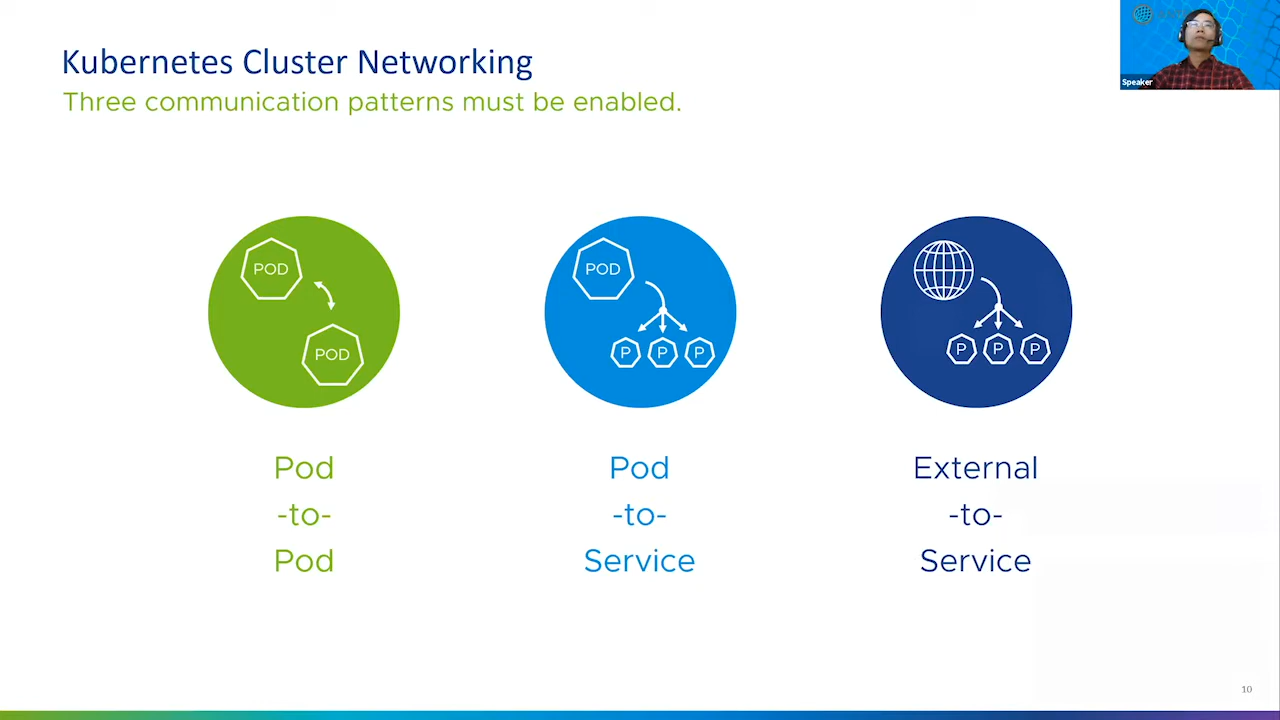 Kubernetes Cluster Networking
Three communication patterns must be enabled.
Speaker
POD
POD
POD
P P P
P P P
Pod
-to-
Pod
Pod
-to-
Service
External
-to-
Service
10